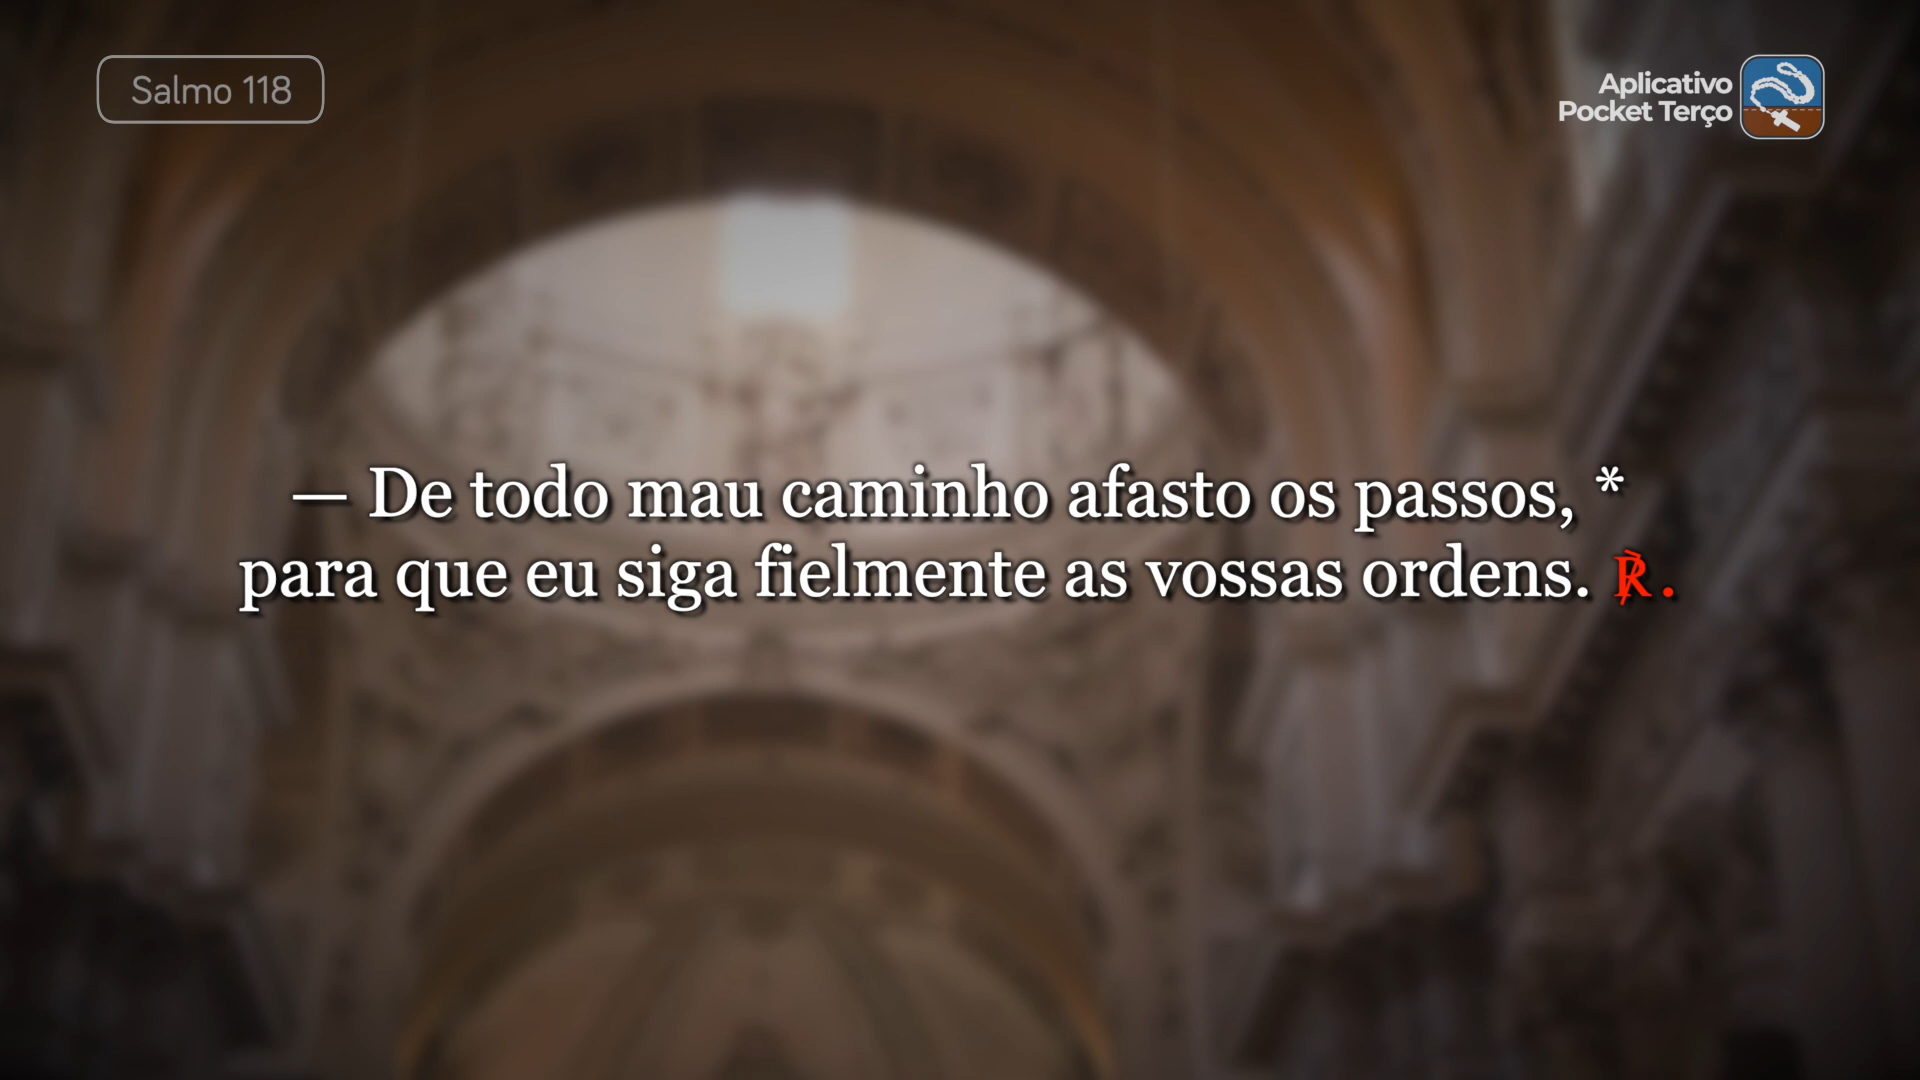 Salmo 118
Aplicativo
Pocket Terço
— De todo mau caminho afasto os passos, *
para que eu siga fielmente as vossas ordens. ℟.